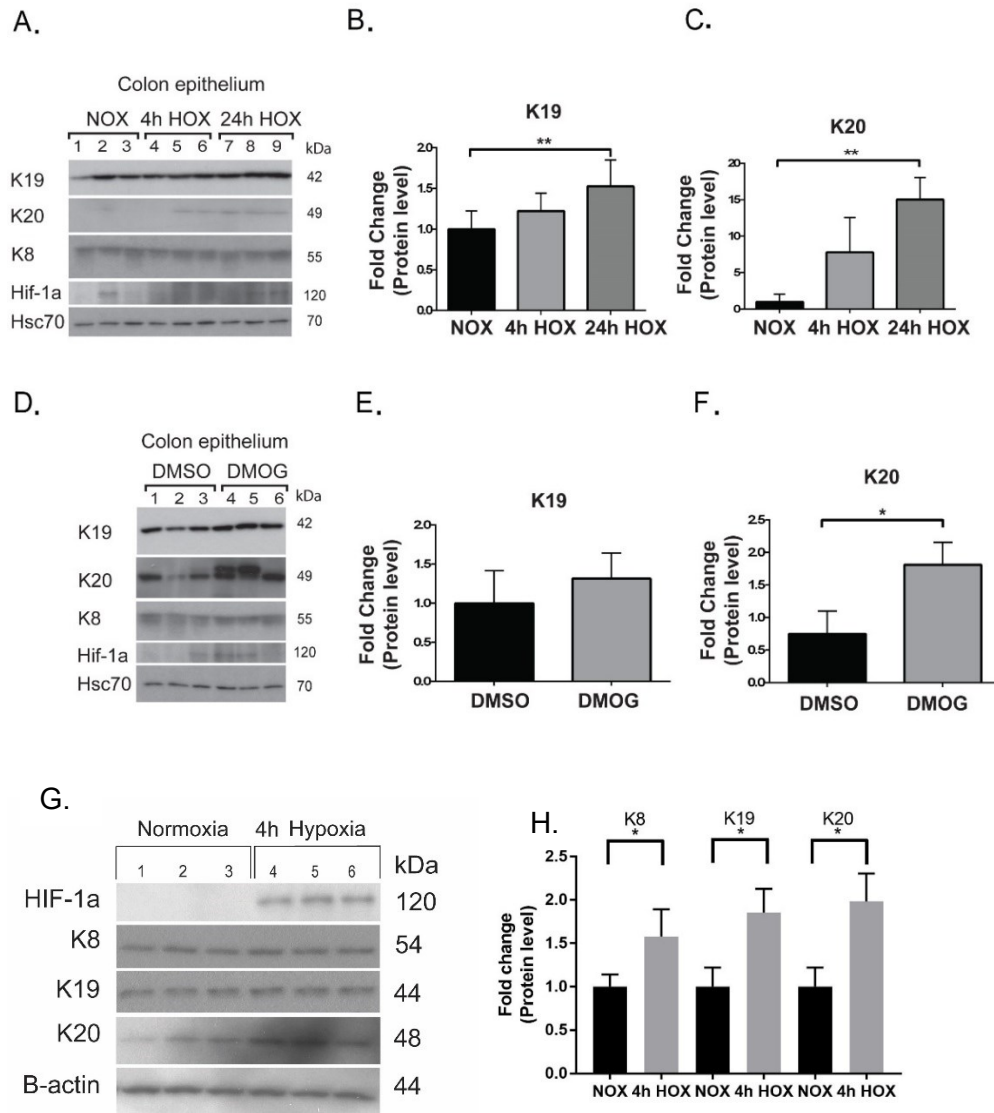 A.
Colon epithelium
NOX 4h HOX 24h HOX
1 2 3 4 5 6 7 8 9 kDa
K19 42
K20 49
K8 55
Hif-1a 120
Hsc70 70
B.
K19
**
Fold Change
(Protein level)
2.0
1.5
1.0
0.5
0.0
NOX 4h HOX 24h HOX
C.
K20
**
Fold Change
(Protein level)
20
15
10
5
0
NOX 4h HOX 24h HOX
D.
Colon epithelium
DMSO DMOG
1 2 3 4 5 6 kDa
K19 42
K20 49
K8 55
Hif-1a 120
Hsc70 70
E.
K19
Fold Change
(Protein level)
2.0
1.5
1.0
0.5
0.0
DMSO DMOG
F.
K20
*
Fold Change
(Protein level)
2.5
2.0
1.5
1.0
0.5
0.0
DMSO DMOG
G.
Normoxia 4h Hypoxia
1 2 3 4 5 6 kDa
HIF-1a 120
K8 54
K19 44
K20 48
B-actin 44
H.
K8 K19 K20
* * *
Fold change
(Protein level)
2.5
2.0
1.5
1.0
0.5
0.0
NOX 4h HOX NOX 4h HOX NOX 4h HOX